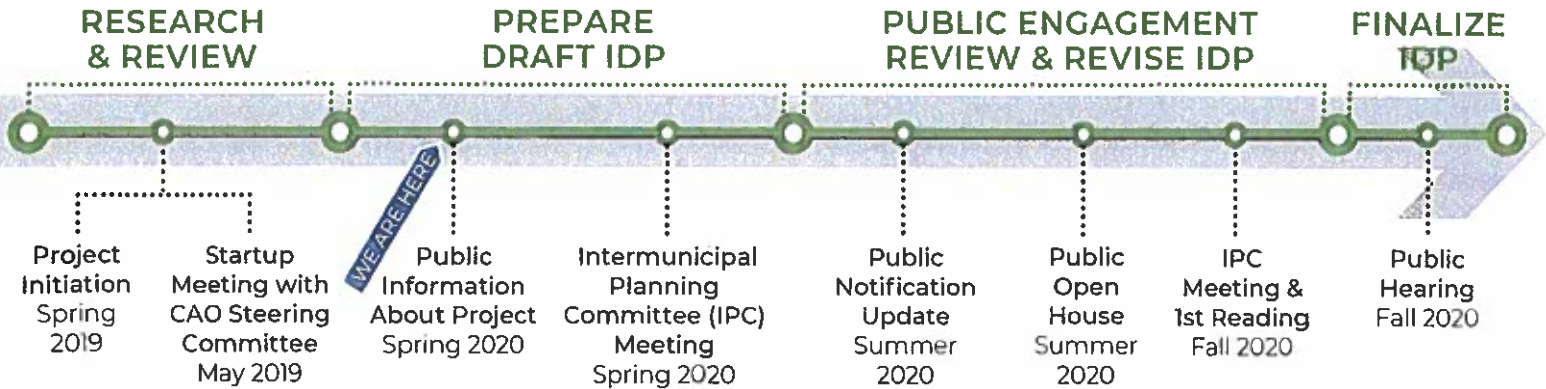 RESEARCH
& REVIEW
PREPARE
DRAFT IDP
PUBLIC ENGAGEMENT
REVIEW & REVISE IDP
FINALIZE
IDP
WE ARE HERE
Project
Initiation
Spring
2019
Startup
Meeting with
CAO Steering
Committee
May 2019
Public
Information
About Project
Spring 2020
Intermunicipal
Planning
Committee (IPC)
Meeting
Spring 2020
Public
Notification
Update
Summer
2020
Public
Open
House
Summer
2020
IPC
Meeting &
1st Reading
Fall 2020
Public
Hearing
Fall 2020